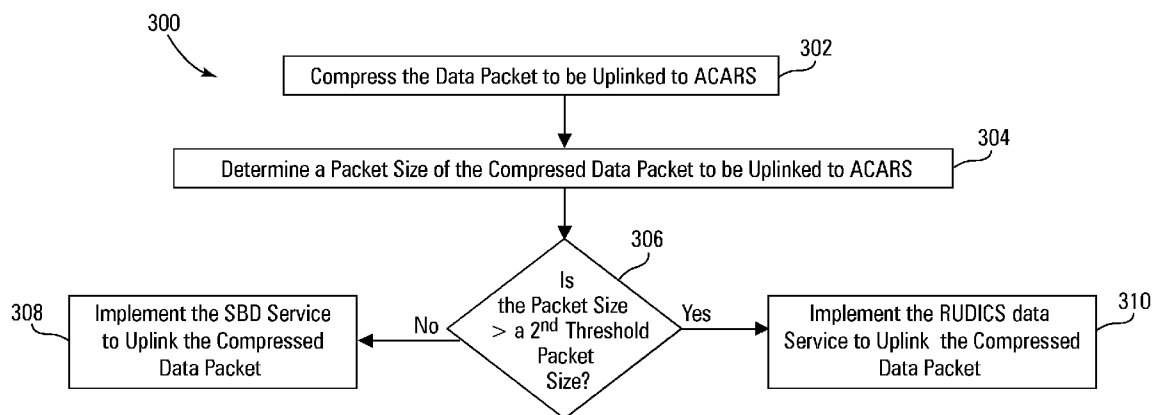 300
Compress the Data Packet to be Uplinked to ACARS
302
Determine a Packet Size of the Compresed Data Packet to be Uplinked to ACARS
304
306
Is
the Packet Size
> a 2nd Threshold
Packet
Size?
No
Yes
308
Implement the SBD Service
to Uplink the Compressed
Data Packet
Implement the RUDICS data
Service to Uplink the Compressed
Data Packet
310